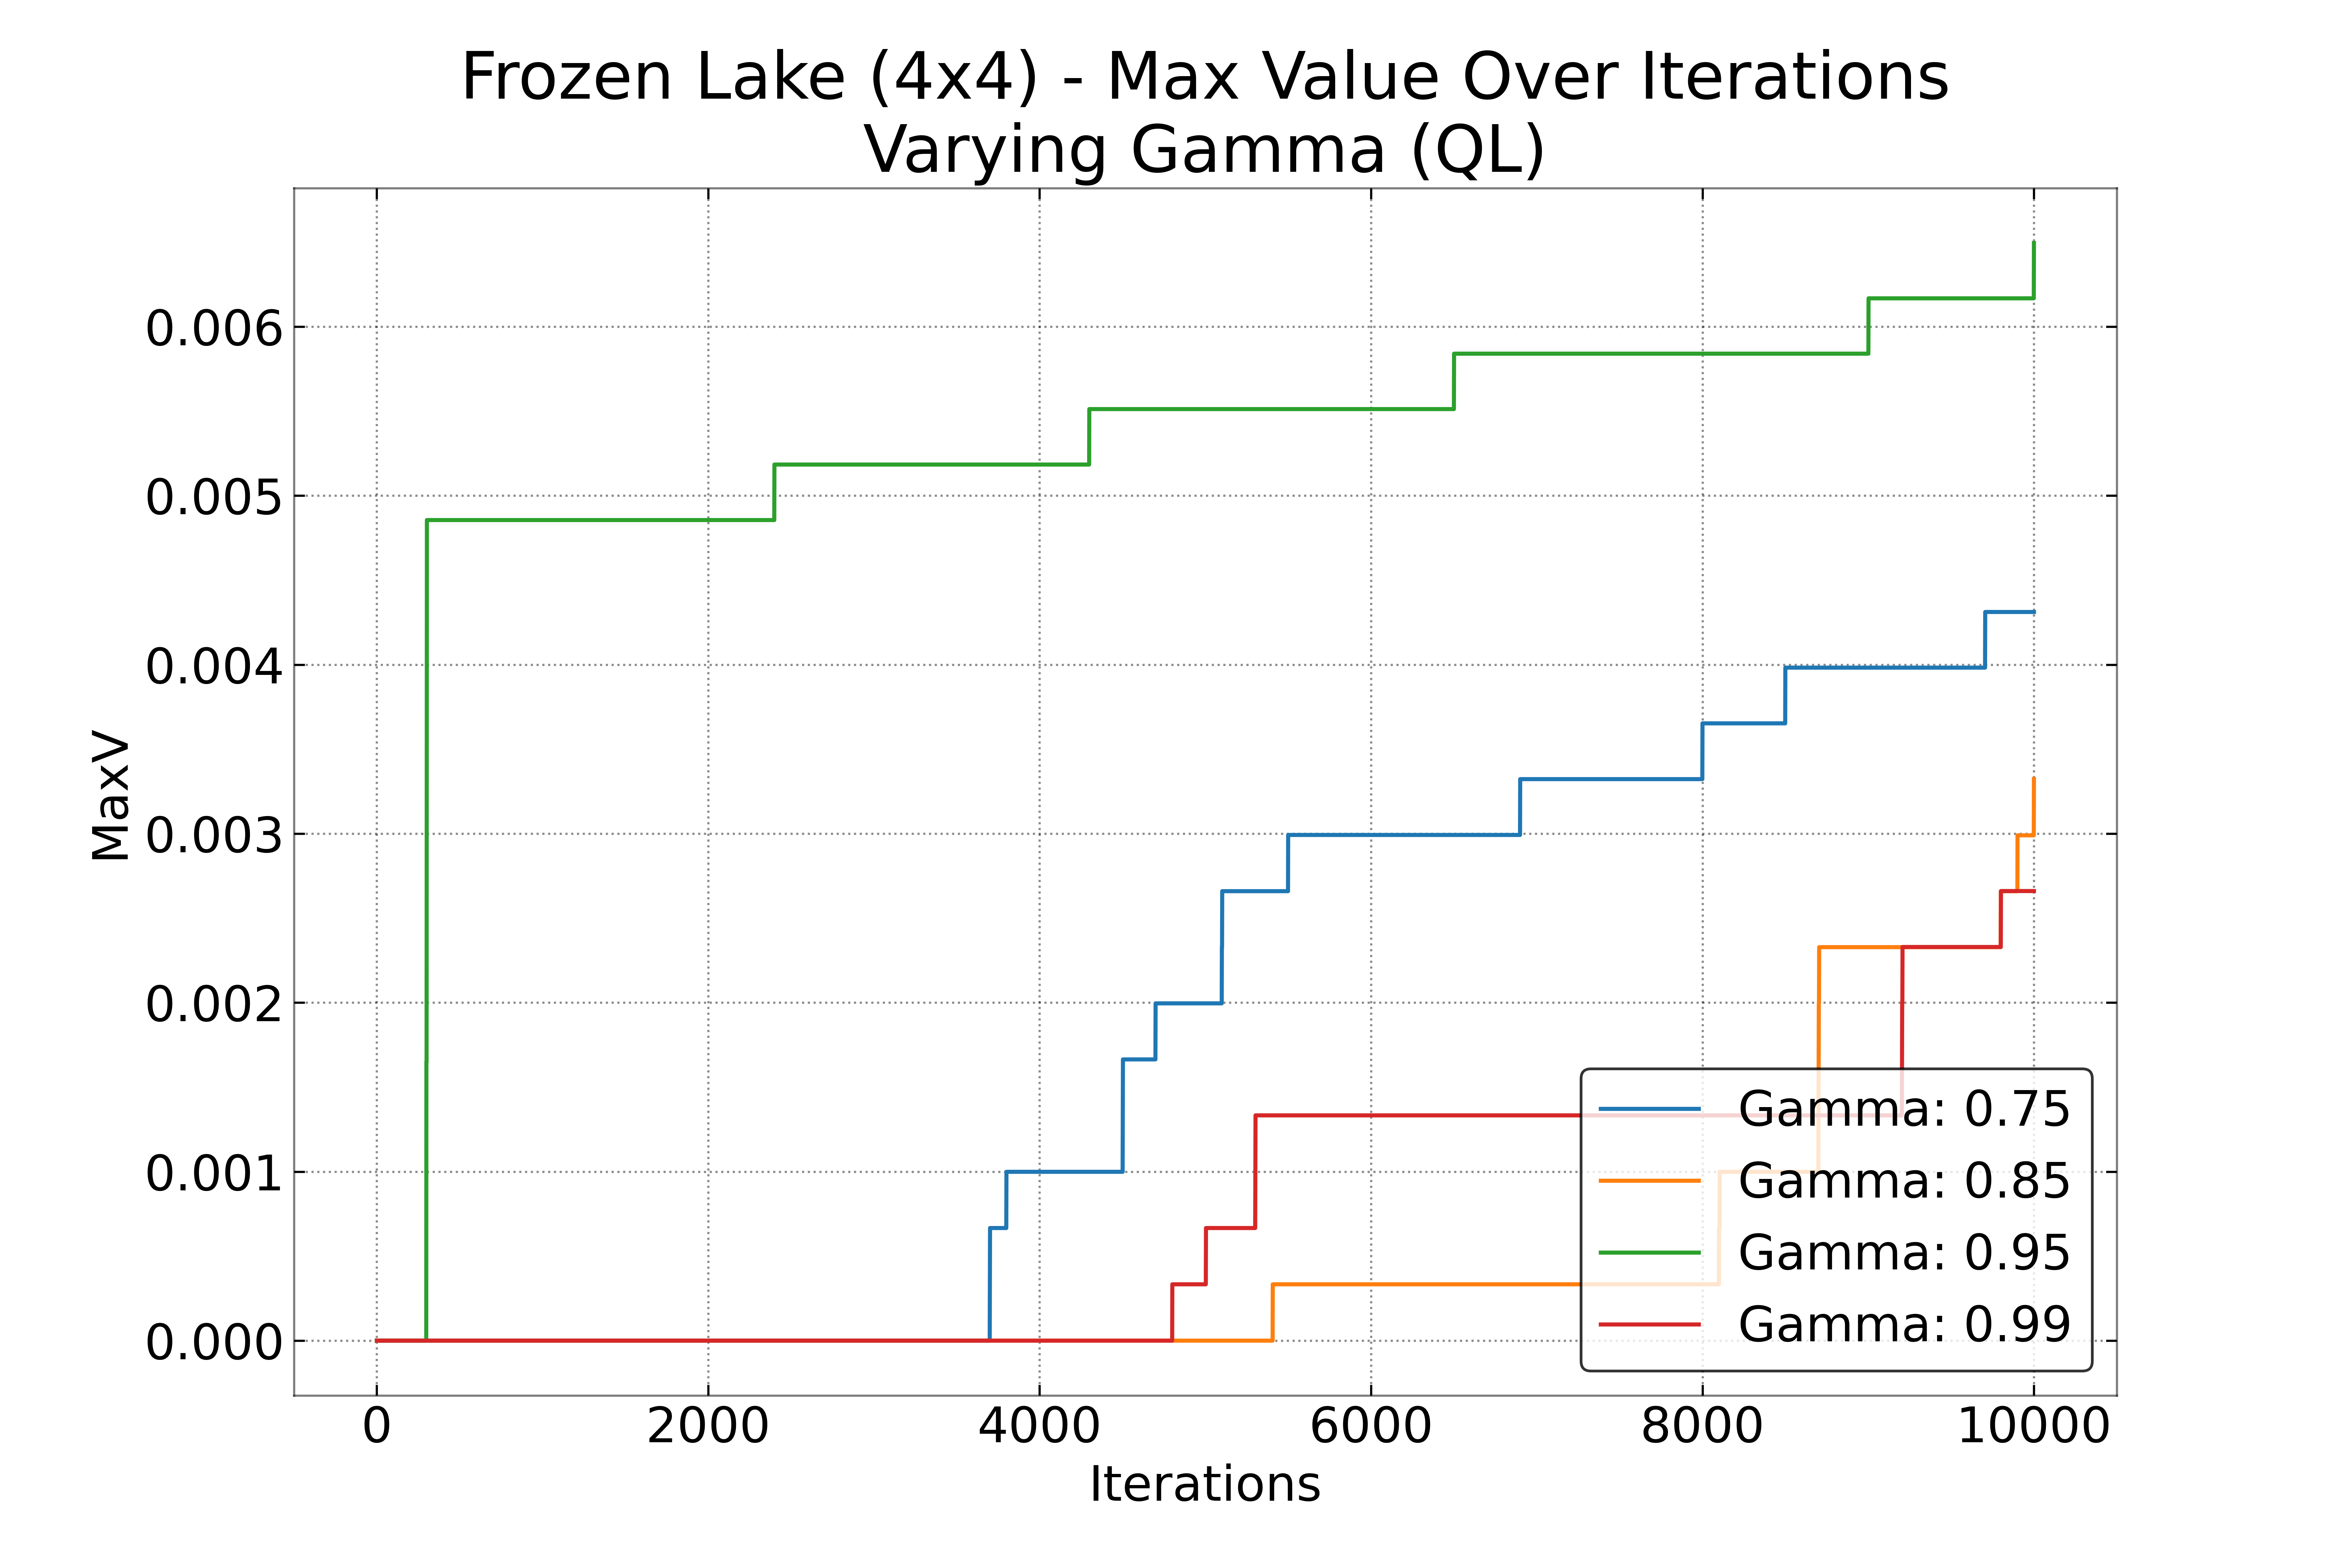 Frozen Lake (4x4) - Max Value Over Iterations
Varying Gamma (QL)
0.006
0.005
0.004
0.003
0.002
0.001
0.000
MaxV
Gamma: 0.75
Gamma: 0.85
Gamma: 0.95
Gamma: 0.99
0 2000 4000 6000 8000 10000
Iterations